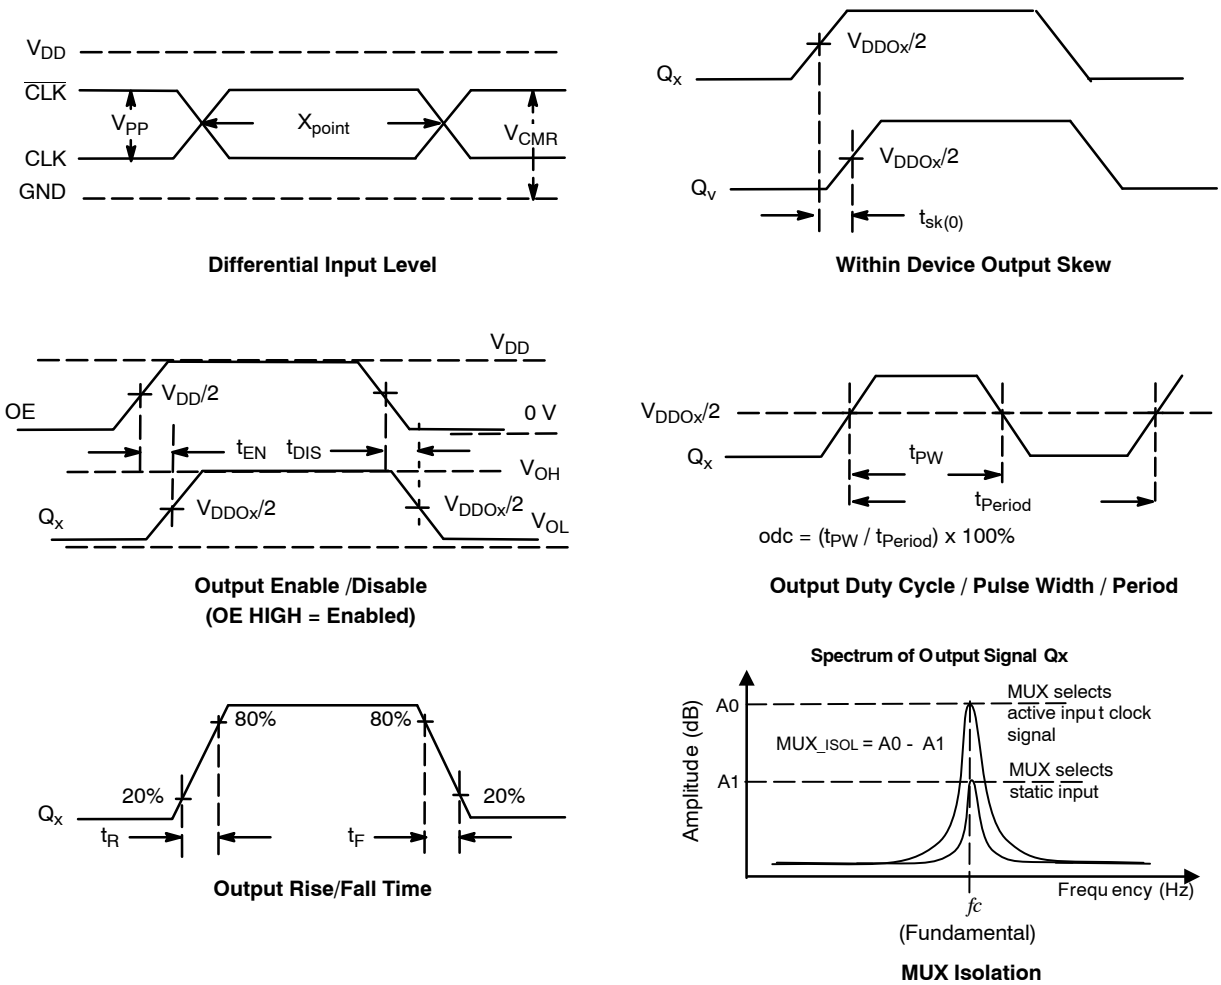 VDD
CLK
VPP
Xpoint
VCMR
CLK
GND
Differential Input Level
VDDOx/2
Qx
VDDOx/2
Qv
tsk(0)
Within Device Output Skew
VDD
VDD/2
OE
0 V
tEN
tDIS
VOH
Qx
VDDOx/2
VDDOx/2
VOL
Output Enable /Disable
(OE HIGH = Enabled)
VDDOx/2
Qx
tPW
tPeriod
odc = (tPW / tPeriod) x 100%
Output Duty Cycle / Pulse Width / Period
80%
80%
20%
20%
Qx
tR
tF
Output Rise/Fall Time
Spectrum of Output Signal Qx
Amplitude (dB)
A0
MUX selects
active input clock
signal
MUX_ISOL = A0 - A1
A1
MUX selects
static input
Frequency (Hz)
fc
(Fundamental)
MUX Isolation